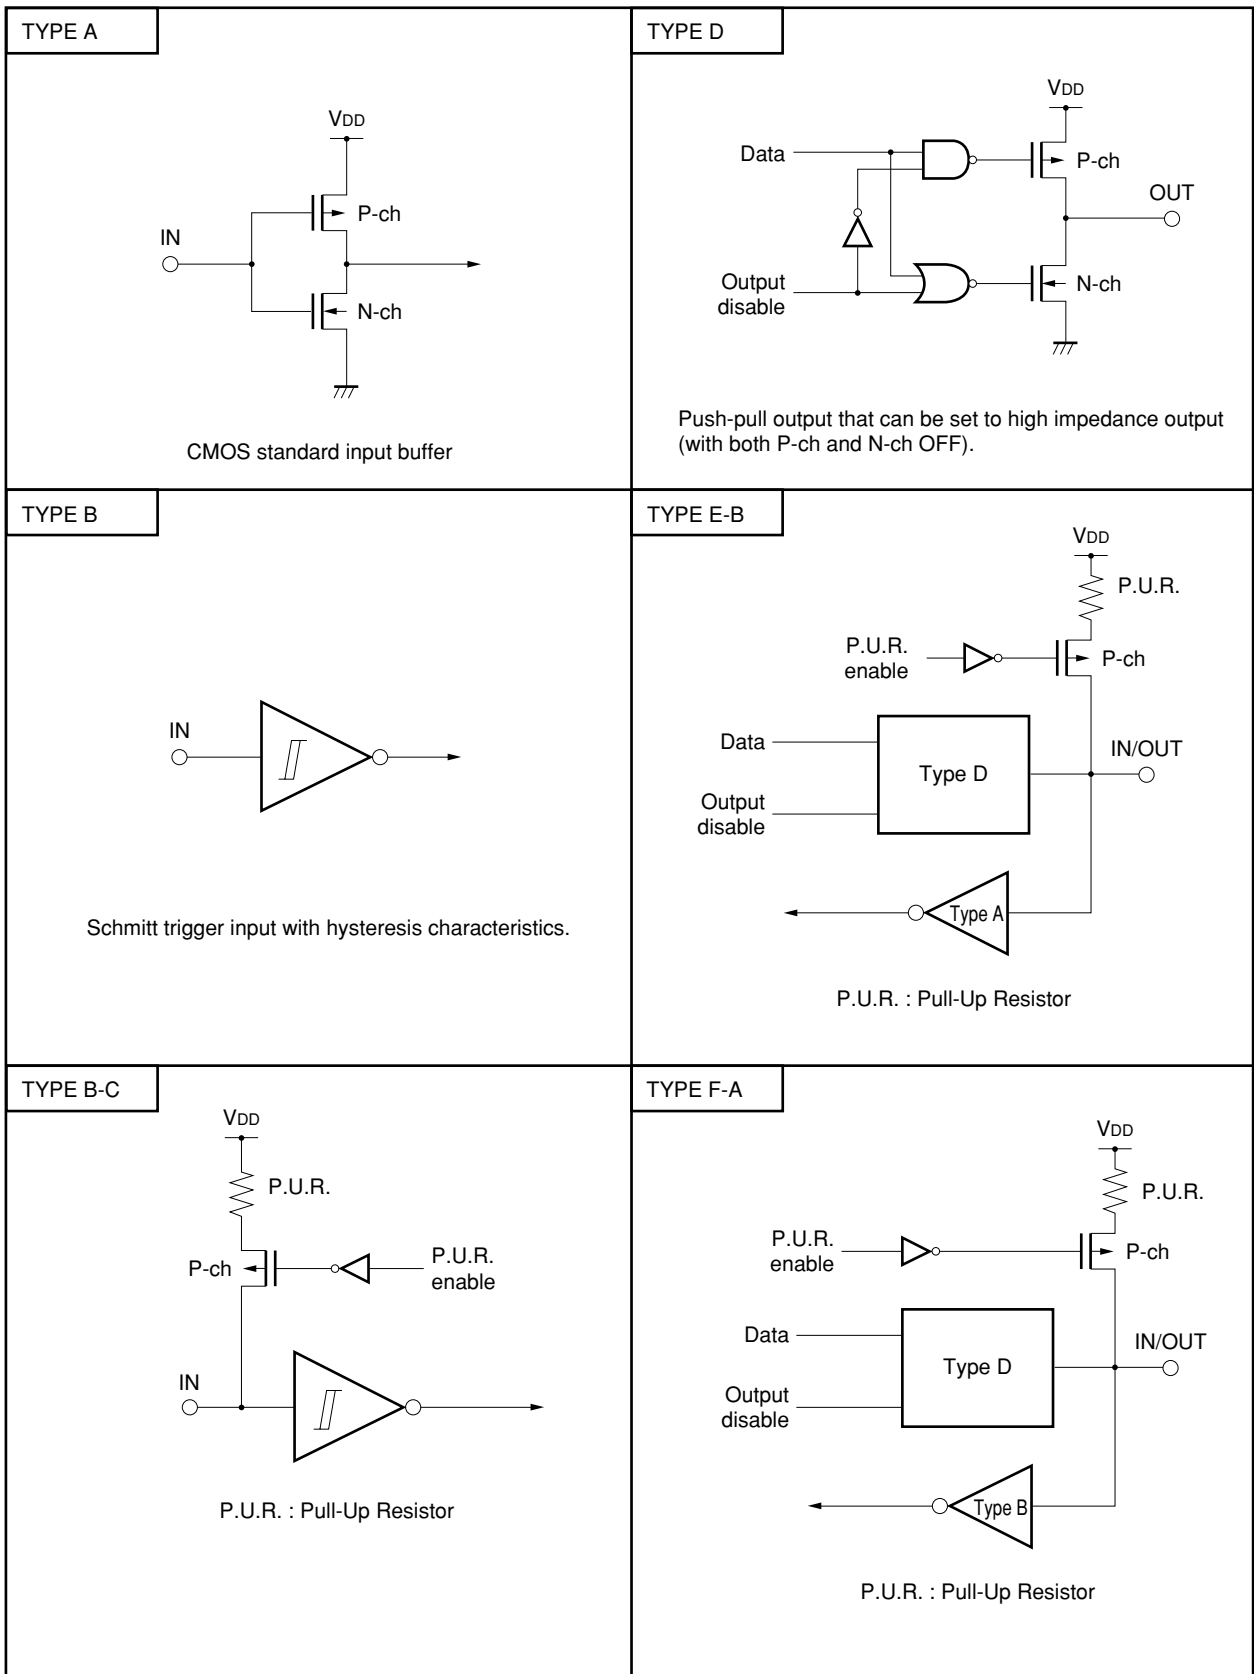 TYPE A
VDD
P-ch
IN
N-ch
CMOS standard input buffer
TYPE D
VDD
Data
P-ch
OUT
Output
disable
N-ch
Push-pull output that can be set to high impedance output
(with both P-ch and N-ch OFF).
TYPE B
IN
Schmitt trigger input with hysteresis characteristics.
TYPE E-B
VDD
P.U.R.
P.U.R.
enable
P-ch
Data
IN/OUT
Type D
Output
disable
Type A
P.U.R. : Pull-Up Resistor
TYPE B-C
VDD
P.U.R.
P-ch
P.U.R.
enable
IN
P.U.R. : Pull-Up Resistor
TYPE F-A
VDD
P.U.R.
P.U.R.
enable
P-ch
Data
IN/OUT
Type D
Output
disable
Type B
P.U.R. : Pull-Up Resistor